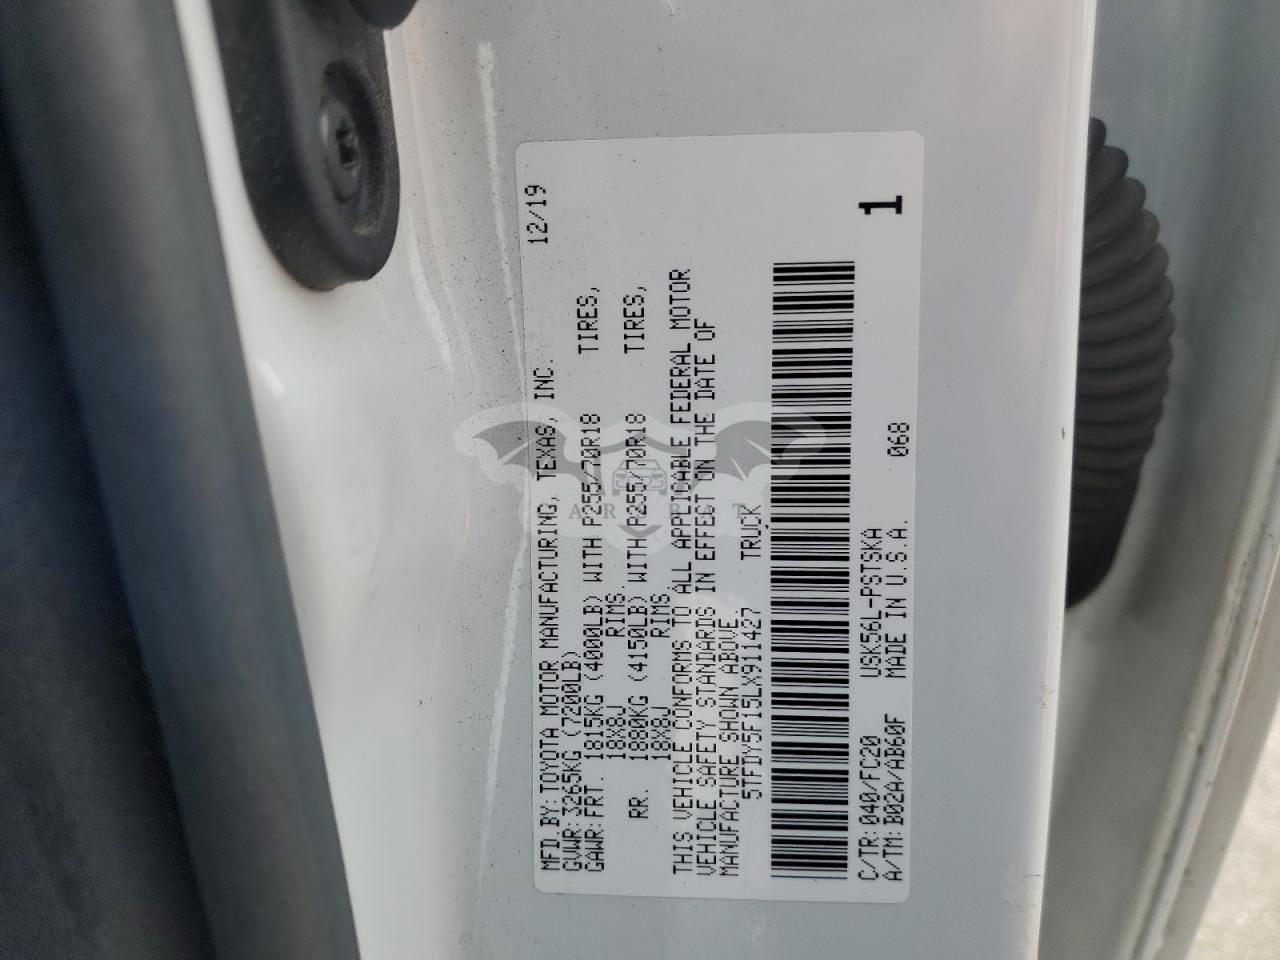 MFD.BY:TOYOTA MOTOR MANUFACTURING, TEXAS, INC. 12/19
GVWR:3265KG (7200LB)
GAWR:FRT. 1815KG (4000LB) WITH P255/70R18 TIRES,
18X8J RIMS,
RR. 1880KG (4150LB) WITH P255/70R18 TIRES,
18X8J RIMS,
THIS VEHICLE CONFORMS TO ALL APPLICABLE FEDERAL MOTOR
VEHICLE SAFETY STANDARDS IN EFFECT ON THE DATE OF
MANUFACTURE SHOWN ABOVE.
5TFDY5F15LX911427 TRUCK
C/TR:040/FC20 USK56L-PSTSKA 068 1
A/TM:B02A/AB60F MADE IN U.S.A.
ARNBAT